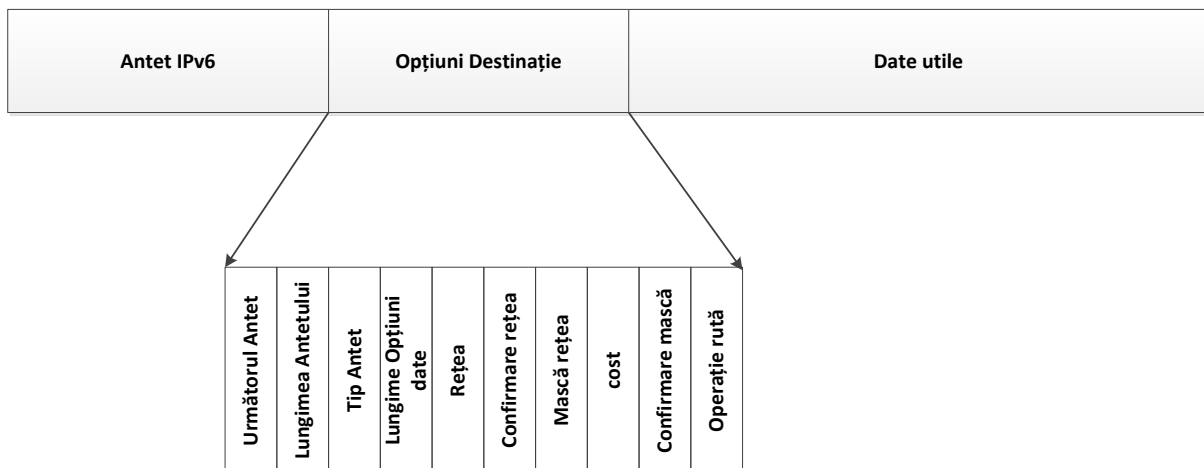 Antet IPv6
Opțiuni Destinație
Date utile
Următorul Antet
Lungimea Antetului
Tip Antet
Lungime Opțiuni
date
Rețea
Confirmare rețea
Mască rețea
cost
Confirmare mască
Operație rută